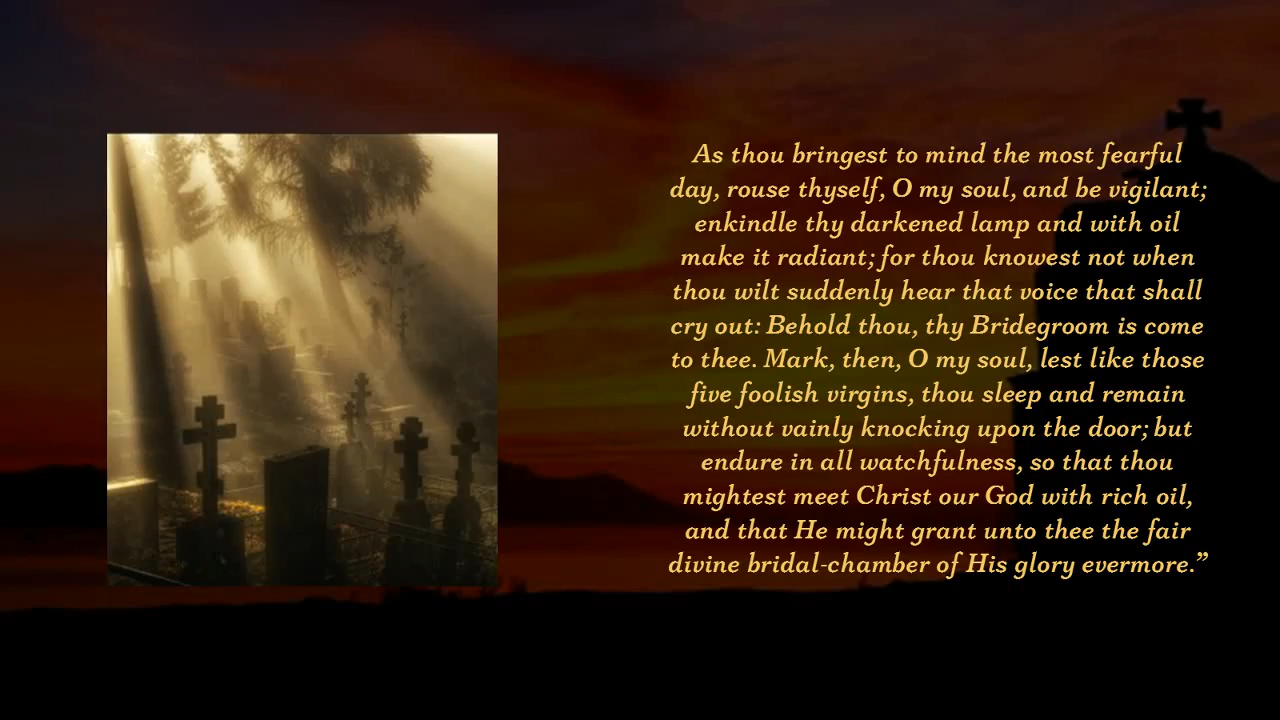 As thou bringest to mind the most fearful
day, rouse thyself, O my soul, and be vigilant;
enkindle thy darkened lamp and with oil
make it radiant; for thou knowest not when
thou wilt suddenly hear that voice that shall
cry out: Behold thou, thy Bridegroom is come
to thee. Mark, then, O my soul, lest like those
five foolish virgins, thou sleep and remain
without vainly knocking upon the door; but
endure in all watchfulness, so that thou
mightest meet Christ our God with rich oil,
and that He might grant unto thee the fair
divine bridal-chamber of His glory evermore.”